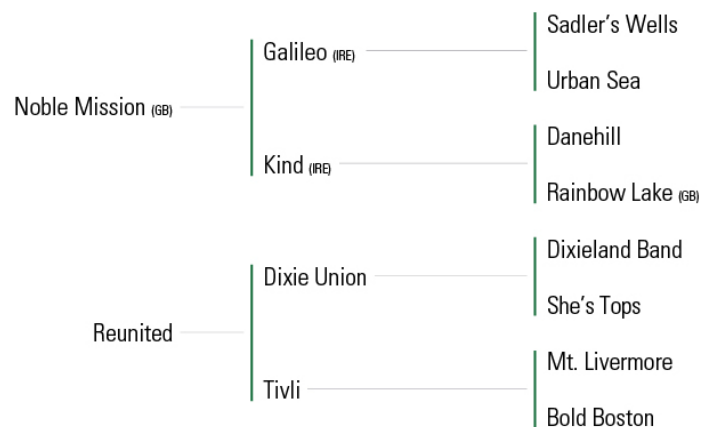 Sadler’s Wells
Galileo (IRE)
Urban Sea
Noble Mission (GB)
Danehill
Kind (IRE)
Rainbow Lake (GB)
Dixieland Band
Dixie Union
She’s Tops
Reunited
Mt. Livermore
Tivli
Bold Boston